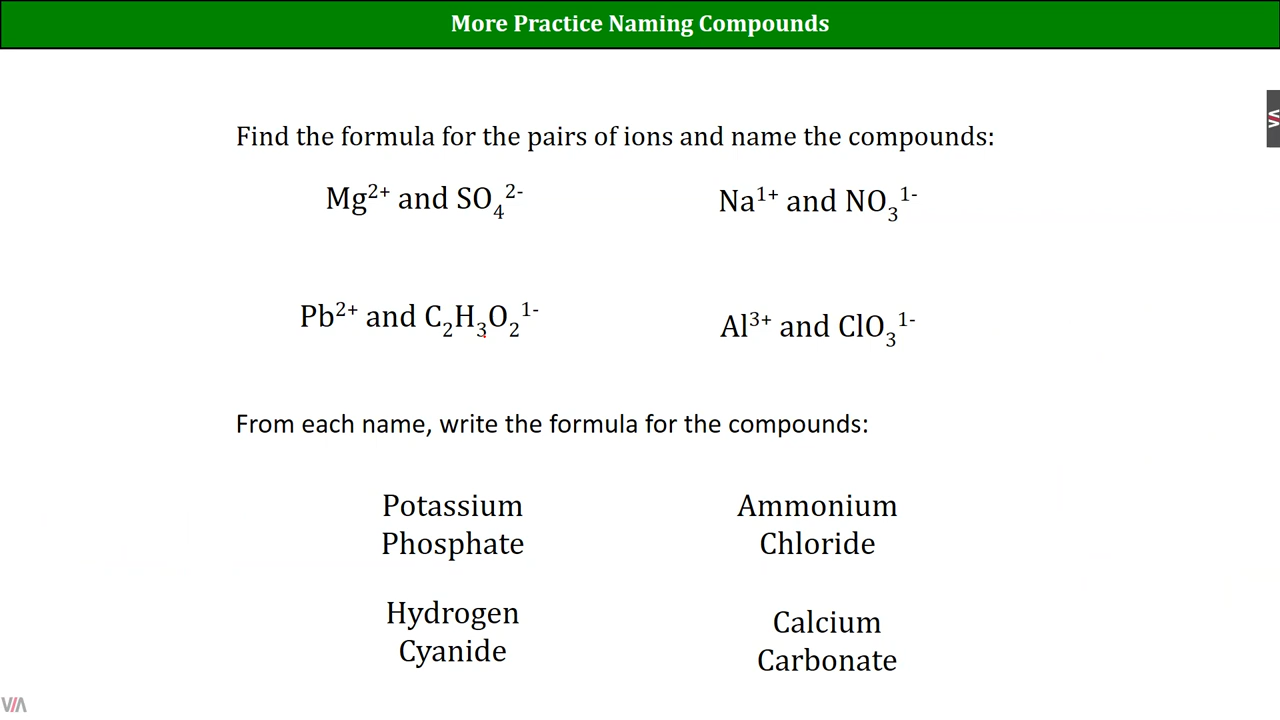 More Practice Naming Compounds
Find the formula for the pairs of ions and name the compounds:
Mg²⁺ and SO₄²⁻
Na¹⁺ and NO₃¹⁻
Pb²⁺ and C₂H₃O₂¹⁻
Al³⁺ and ClO₃¹⁻
From each name, write the formula for the compounds:
Potassium
Phosphate
Ammonium
Chloride
Hydrogen
Cyanide
Calcium
Carbonate
VIA
VIA